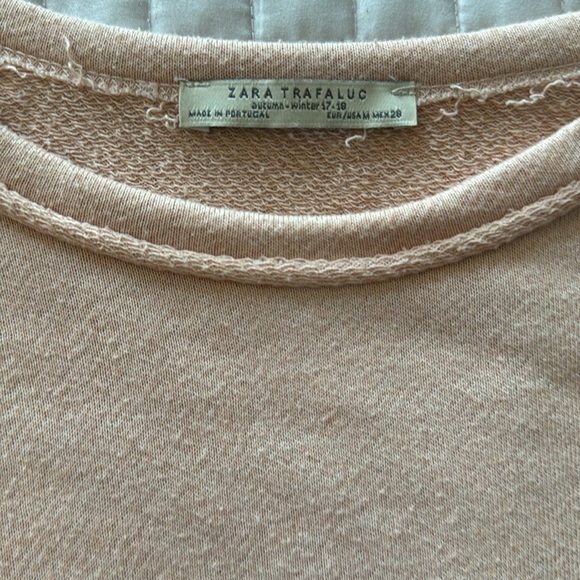 ZARA TRAFALUC
autumn-winter 17-18
MADE IN PORTUGAL EUR/USA M MEX 28